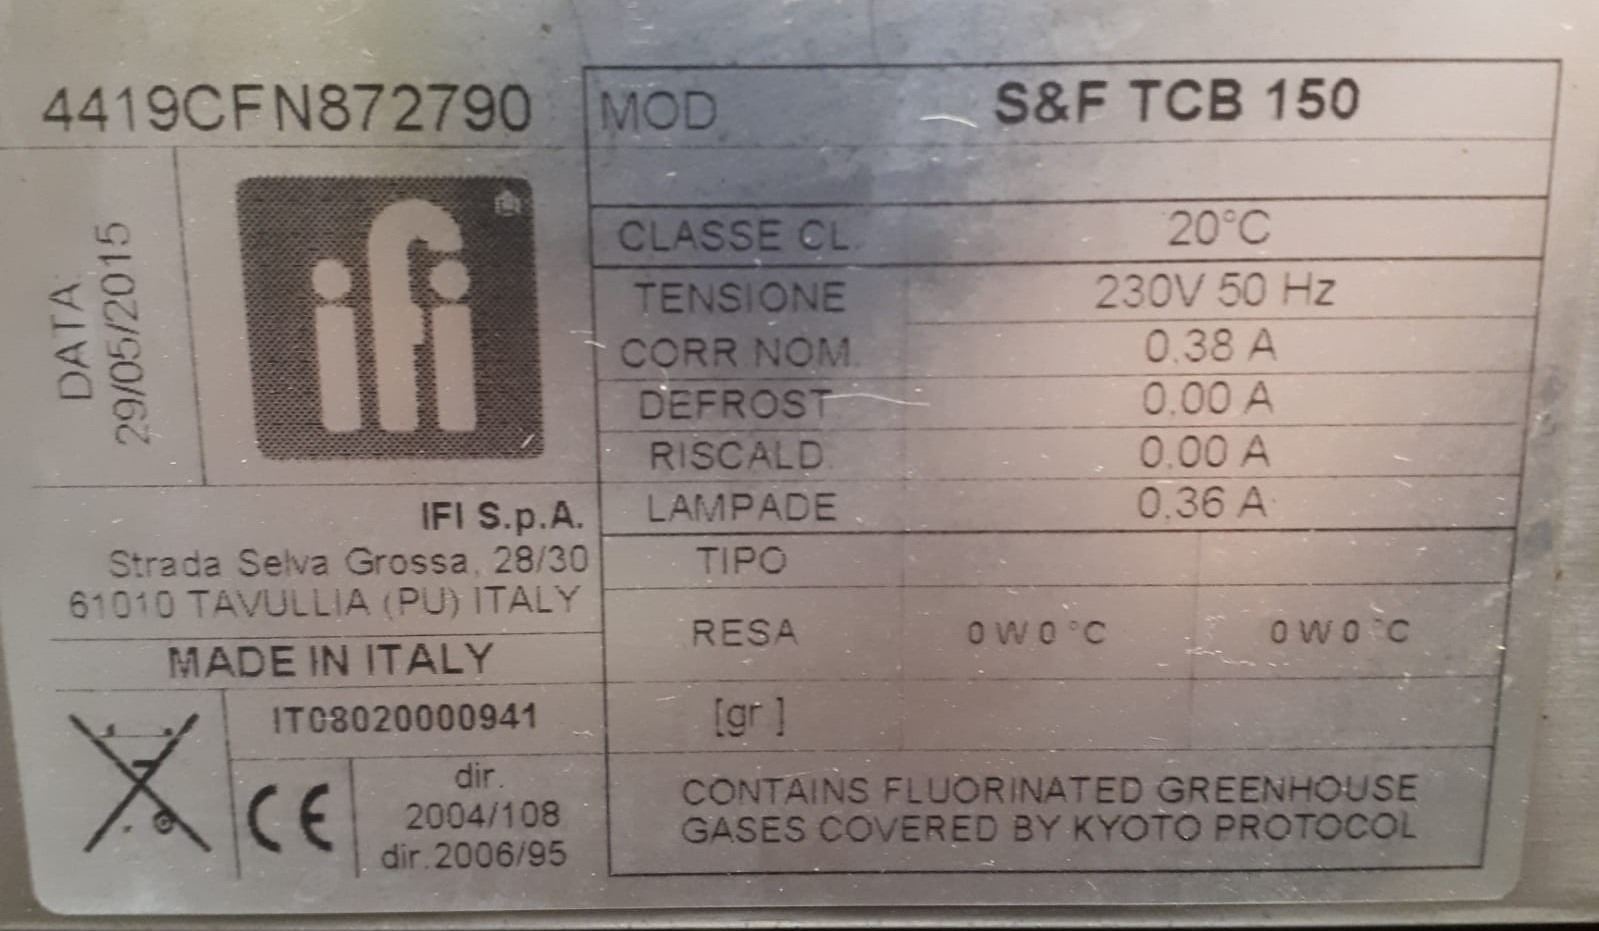 4419CFN872790
DATA
29/05/2015
ifi
IFI S.p.A.
Strada Selva Grossa, 28/30
61010 TAVULLIA (PU) ITALY
MADE IN ITALY
IT08020000941
CE
dir.
2004/108
dir.2006/95
MOD S&F TCB 150
CLASSE CL. 20°C
TENSIONE 230V 50 Hz
CORR.NOM. 0.38 A
DEFROST 0.00 A
RISCALD. 0.00 A
LAMPADE 0.36 A
TIPO
RESA 0 W 0 °C 0 W 0 °C
[gr ]
CONTAINS FLUORINATED GREENHOUSE
GASES COVERED BY KYOTO PROTOCOL